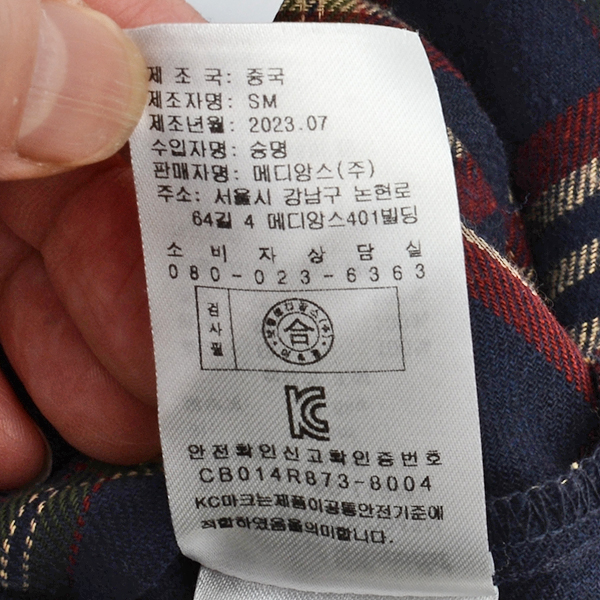 제 조 국: 중국
제조자명: SM
제조년월: 2023.07
수입자명: 승명
판매자명: 메디앙스(주)
주소: 서울시 강남구 논현로
64길 4 메디앙스401빌딩
소 비 자 상 담 실
080-023-6363
검사필
合
안전확인신고확인증번호
CB014R873-8004
KC마크는제품이공통안전기준에
적합하였음을의미합니다.